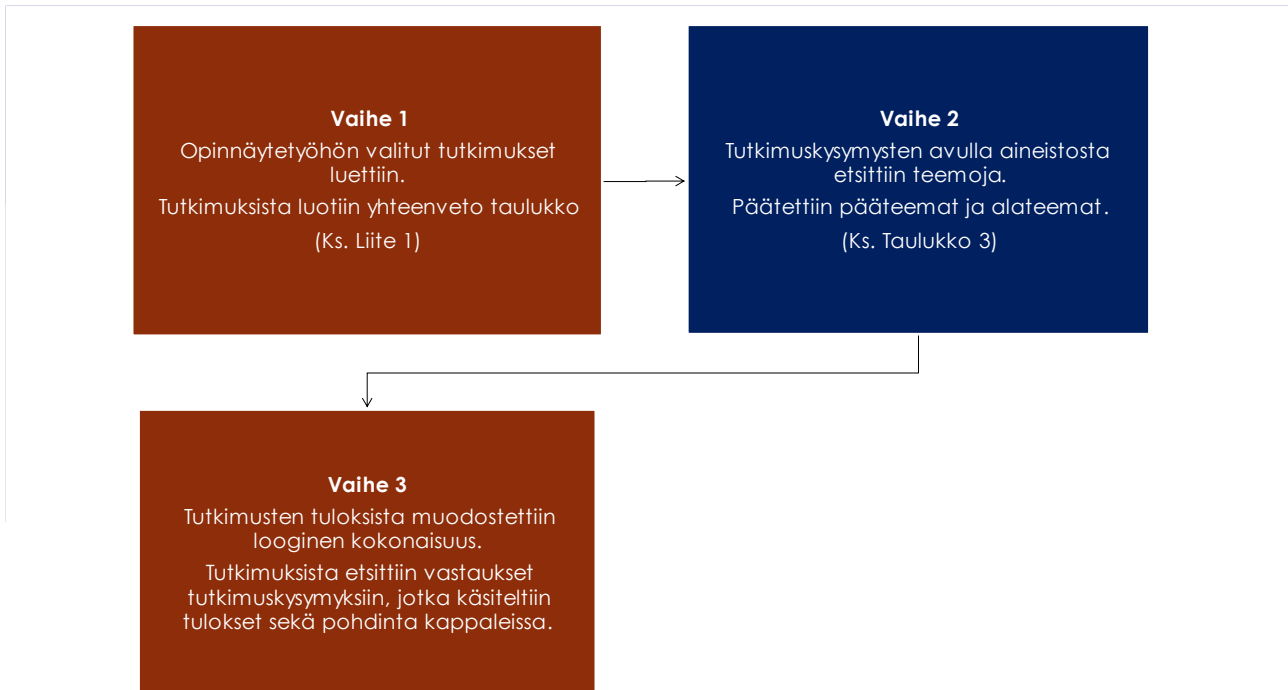 Vaihe 1
Opinnäytetyöhön valitut tutkimukset
luettiin.
Tutkimuksista luotiin yhteenveto taulukko
(Ks. Liite 1)
Vaihe 2
Tutkimuskysymysten avulla aineistosta
etsittiin teemoja.
Päätettiin pääteemat ja alateemat.
(Ks. Taulukko 3)
Vaihe 3
Tutkimusten tuloksista muodostettiin
looginen kokonaisuus.
Tutkimuksista etsittiin vastaukset
tutkimuskysymyksiin, jotka käsiteltiin
tulokset sekä pohdinta kappaleissa.